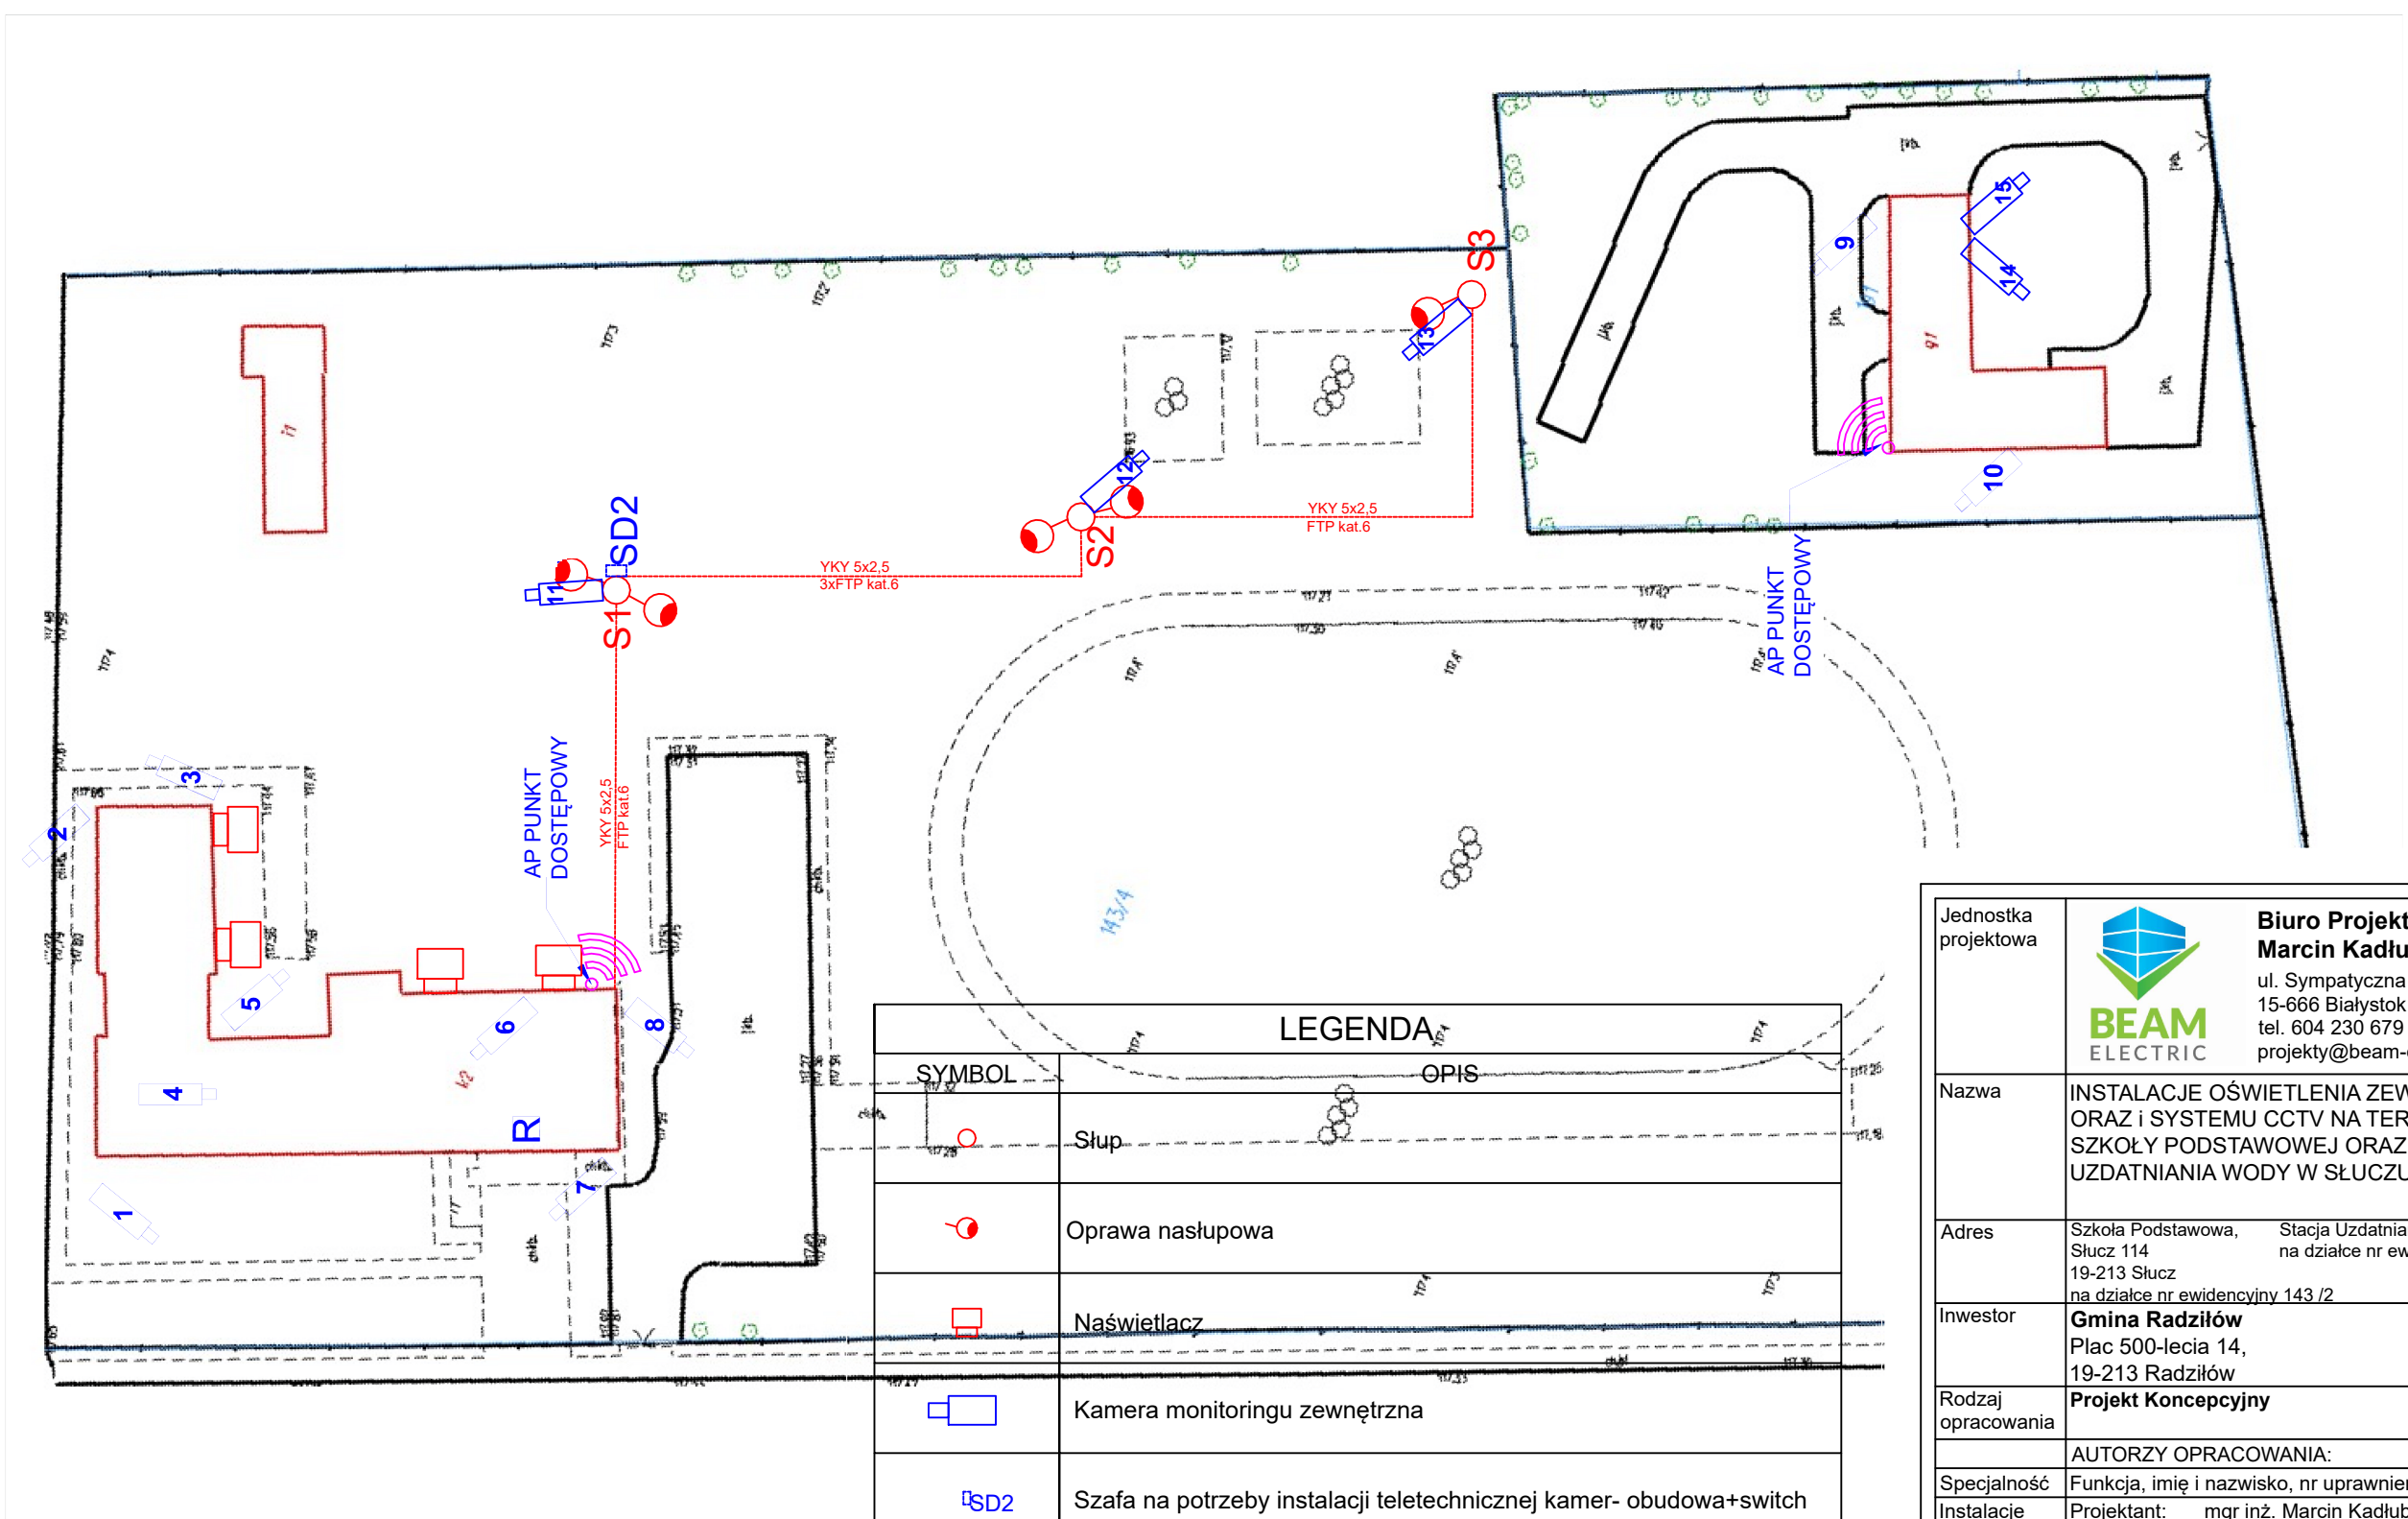 S3
15
9
14
13
i1
g1
12
10
SD2
11
S1
S2
YKY 5x2,5
3xFTP kat.6
YKY 5x2,5
FTP kat.6
AP PUNKT
DOSTĘPOWY
AP PUNKT
DOSTĘPOWY
YKY 5x2,5
FTP kat.6
3
2
5
6
8
4
k2
R
1
7
143/4
LEGENDA
SYMBOL
OPIS
Słup
Oprawa nasłupowa
Naświetlacz
Kamera monitoringu zewnętrzna
SD2
Szafa na potrzeby instalacji teletechnicznej kamer- obudowa+switch
Jednostka
projektowa
BEAM
ELECTRIC
Biuro Projekt
Marcin Kadłu
ul. Sympatyczna
15-666 Białystok
tel. 604 230 679
projekty@beam-
Nazwa
INSTALACJE OŚWIETLENIA ZEW
ORAZ i SYSTEMU CCTV NA TER
SZKOŁY PODSTAWOWEJ ORAZ
UZDATNIANIA WODY W SŁUCZU
Adres
Szkoła Podstawowa,
Słucz 114
19-213 Słucz
na działce nr ewidencyjny 143 /2
Stacja Uzdatnia
na działce nr ew
Inwestor
Gmina Radziłów
Plac 500-lecia 14,
19-213 Radziłów
Rodzaj
opracowania
Projekt Koncepcyjny
AUTORZY OPRACOWANIA:
Specjalność
Funkcja, imię i nazwisko, nr uprawnier
Instalacje
Projektant: mgr inż. Marcin Kadłub